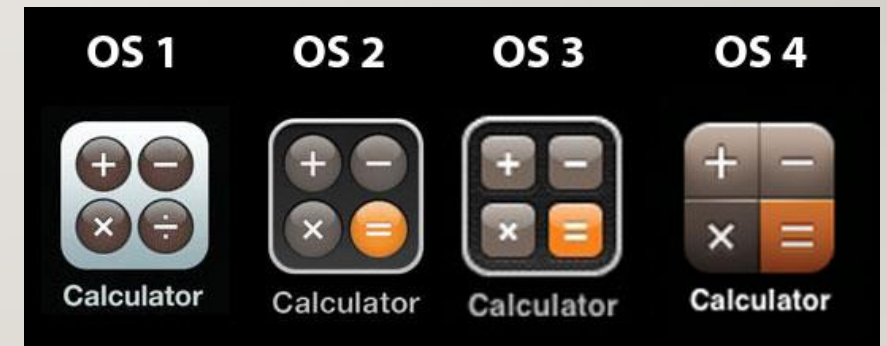 OS 1 OS 2 OS 3 OS 4
+ − + − + − + −
× ÷ × = × = × =
Calculator Calculator Calculator Calculator